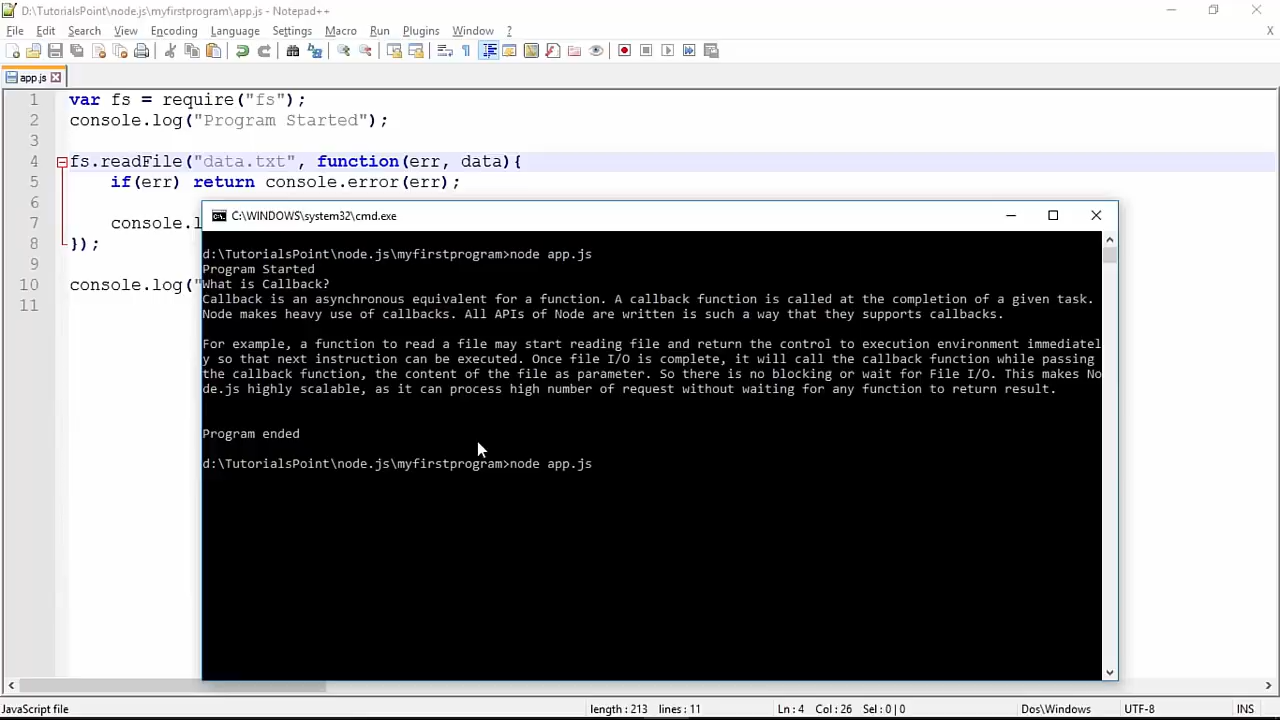 D:\TutorialsPoint\node.js\myfirstprogram\app.js - Notepad++
File Edit Search View Encoding Language Settings Macro Run Plugins Window ? X
app.js
1 var fs = require("fs");
2 console.log("Program Started");
3
4 fs.readFile("data.txt", function(err, data){
5 if(err) return console.error(err);
6
7 console.l
8 });
9
10 console.log("
11
C:\WINDOWS\system32\cmd.exe
d:\TutorialsPoint\node.js\myfirstprogram>node app.js
Program Started
What is Callback?
Callback is an asynchronous equivalent for a function. A callback function is called at the completion of a given task.
Node makes heavy use of callbacks. All APIs of Node are written is such a way that they supports callbacks.
For example, a function to read a file may start reading file and return the control to execution environment immediatel
y so that next instruction can be executed. Once file I/O is complete, it will call the callback function while passing
the callback function, the content of the file as parameter. So there is no blocking or wait for File I/O. This makes No
de.js highly scalable, as it can process high number of request without waiting for any function to return result.
Program ended
d:\TutorialsPoint\node.js\myfirstprogram>node app.js
JavaScript file length : 213 lines : 11 Ln : 4 Col : 26 Sel : 0 | 0 Dos\Windows UTF-8 INS